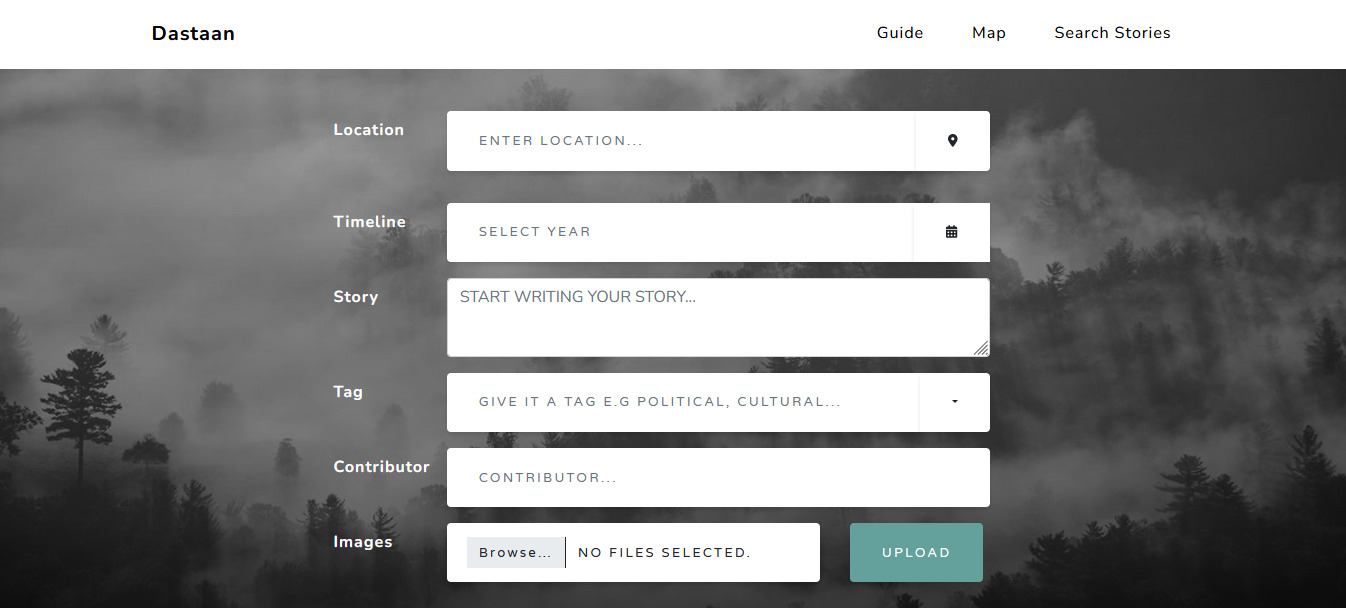 Dastaan Guide Map Search Stories
Location ENTER LOCATION...
Timeline SELECT YEAR
Story START WRITING YOUR STORY...
Tag GIVE IT A TAG E.G POLITICAL, CULTURAL...
Contributor CONTRIBUTOR...
Images Browse... NO FILES SELECTED. UPLOAD